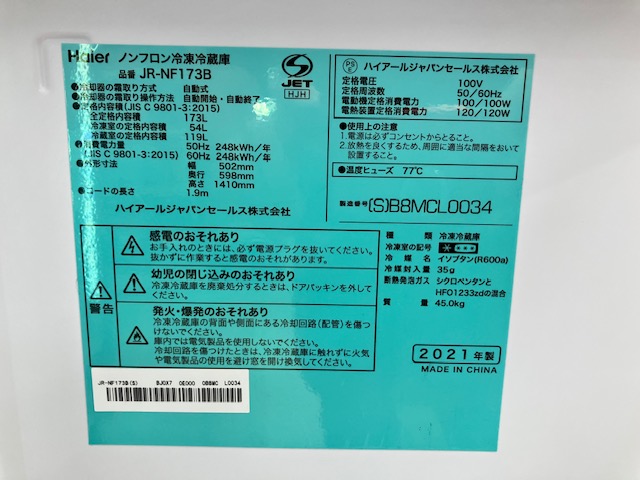 Haier ノンフロン冷凍冷蔵庫
品番 JR-NF173B
●冷却器の霜取り方式 自動式
●冷却器の霜取操作方法 自動開始・自動終了
●定格内容積(JIS C 9801-3:2015)
全定格内容積 173L
冷凍室の定格内容積 54L
冷蔵室の定格内容積 119L
●消費電力量 50Hz 248kWh/年
(JIS C 9801-3:2015) 60Hz 248kWh/年
●外形寸法 幅 502mm
奥行 598mm
高さ 1410mm
●コードの長さ 1.9m
ハイアールジャパンセールス株式会社
S
JET
HJH
PSE ハイアールジャパンセールス株式会社
定格電圧 100V
定格周波数 50/60Hz
電動機定格消費電力 100/100W
電熱装置定格消費電力 120/120W
●使用上の注意
1.電源は必ずコンセントからとること。
2.放熱を良くするため、周囲に適当な間隔をおいて設置すること。
●温度ヒューズ 77℃
製造番号 (S)B8MCL0034
警告
感電のおそれあり
お手入れのときには、必ず電源プラグを抜いてください。
抜かずに作業すると、感電することがあります。
幼児の閉じ込めのおそれあり
冷凍冷蔵庫を廃棄処分するときは、ドアパッキンを外してください。
発火・爆発のおそれあり
冷凍冷蔵庫の背面や側面にある冷却回路(配管)を傷つけないでください。
庫内では電気製品を使用しないでください。
冷却回路を傷つけたときは、冷凍冷蔵庫に触れずに火気や電気製品の使用を避け窓を開け換気してください。
種類 冷凍冷蔵庫
冷凍室の記号
冷媒名 イソブタン(R600a)
冷媒封入量 35g
断熱発泡ガス シクロペンタンとHFO1233zdの混合
質量 45.0kg
2021年製
MADE IN CHINA
JR-NF173B(S) BJ0X7 0E000 0B8MC L0034